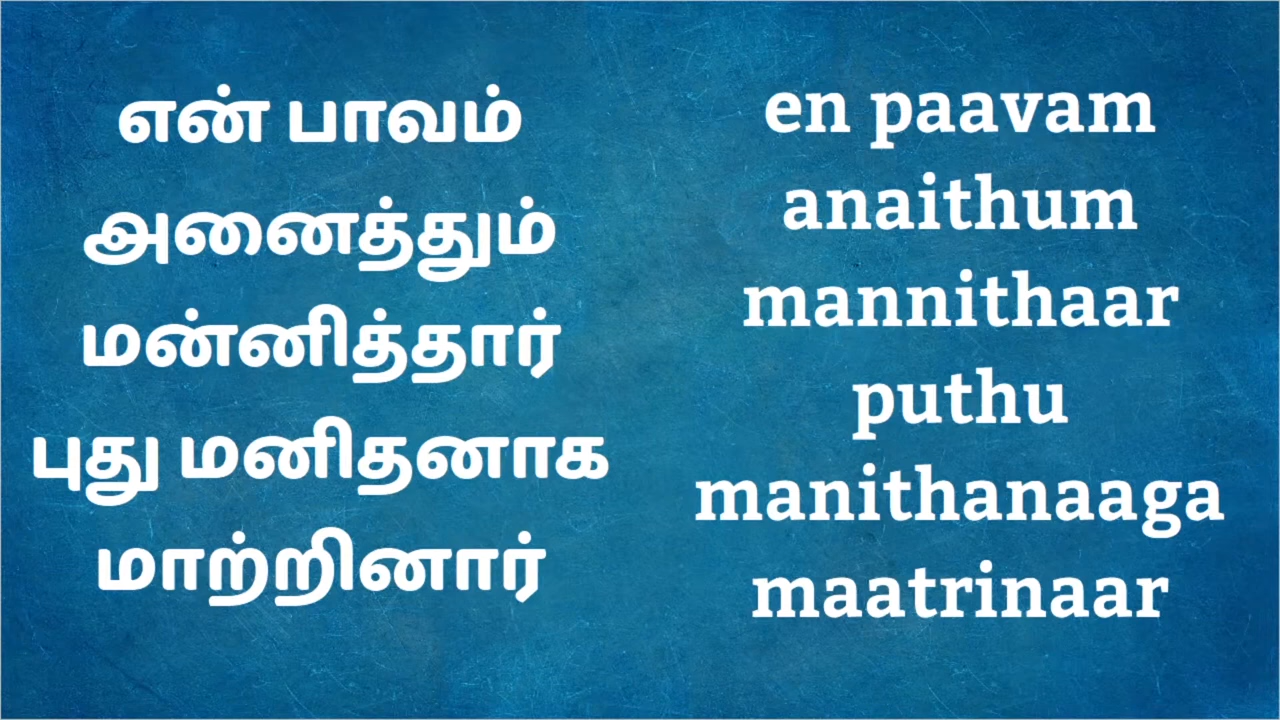 என் பாவம்
அனைத்தும்
மன்னித்தார்
புது மனிதனாக
மாற்றினார்
en paavam
anaithum
mannithaar
puthu
manithanaaga
maatrinaar